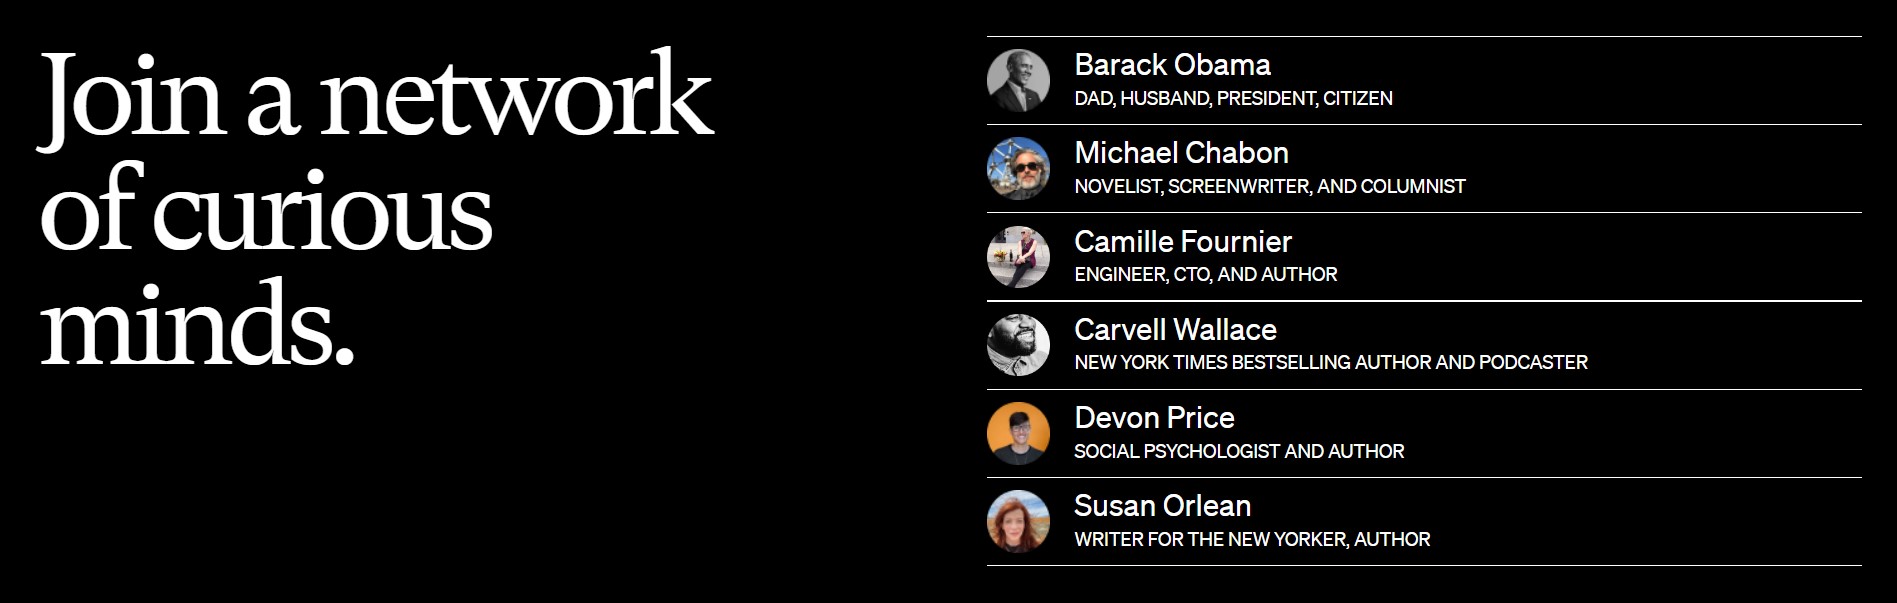 Join a network
of curious
minds.
Barack Obama
DAD, HUSBAND, PRESIDENT, CITIZEN
Michael Chabon
NOVELIST, SCREENWRITER, AND COLUMNIST
Camille Fournier
ENGINEER, CTO, AND AUTHOR
Carvell Wallace
NEW YORK TIMES BESTSELLING AUTHOR AND PODCASTER
Devon Price
SOCIAL PSYCHOLOGIST AND AUTHOR
Susan Orlean
WRITER FOR THE NEW YORKER, AUTHOR